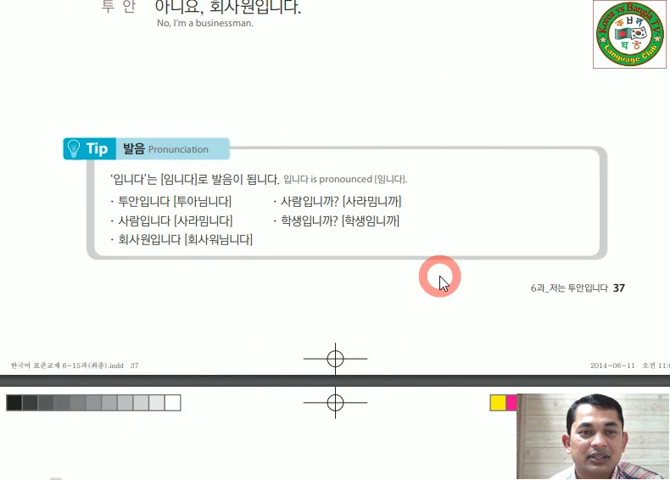 투 안 아니요, 회사원입니다.
No, I'm a businessman.
Korea vs Bangla TV
Language Club
Tip 발음 Pronunciation
‘입니다’는 [임니다]로 발음이 됩니다. 입니다 is pronounced [임니다].
· 투안입니다 [투아님니다] · 사람입니까? [사라밈니까]
· 사람입니다 [사라밈니다] · 학생입니까? [학생임니까]
· 회사원입니다 [회사워님니다]
6과_저는 투안입니다 37
한국어 표준교재 6-15과(최종).indd 37
2014-06-11 오전 11: